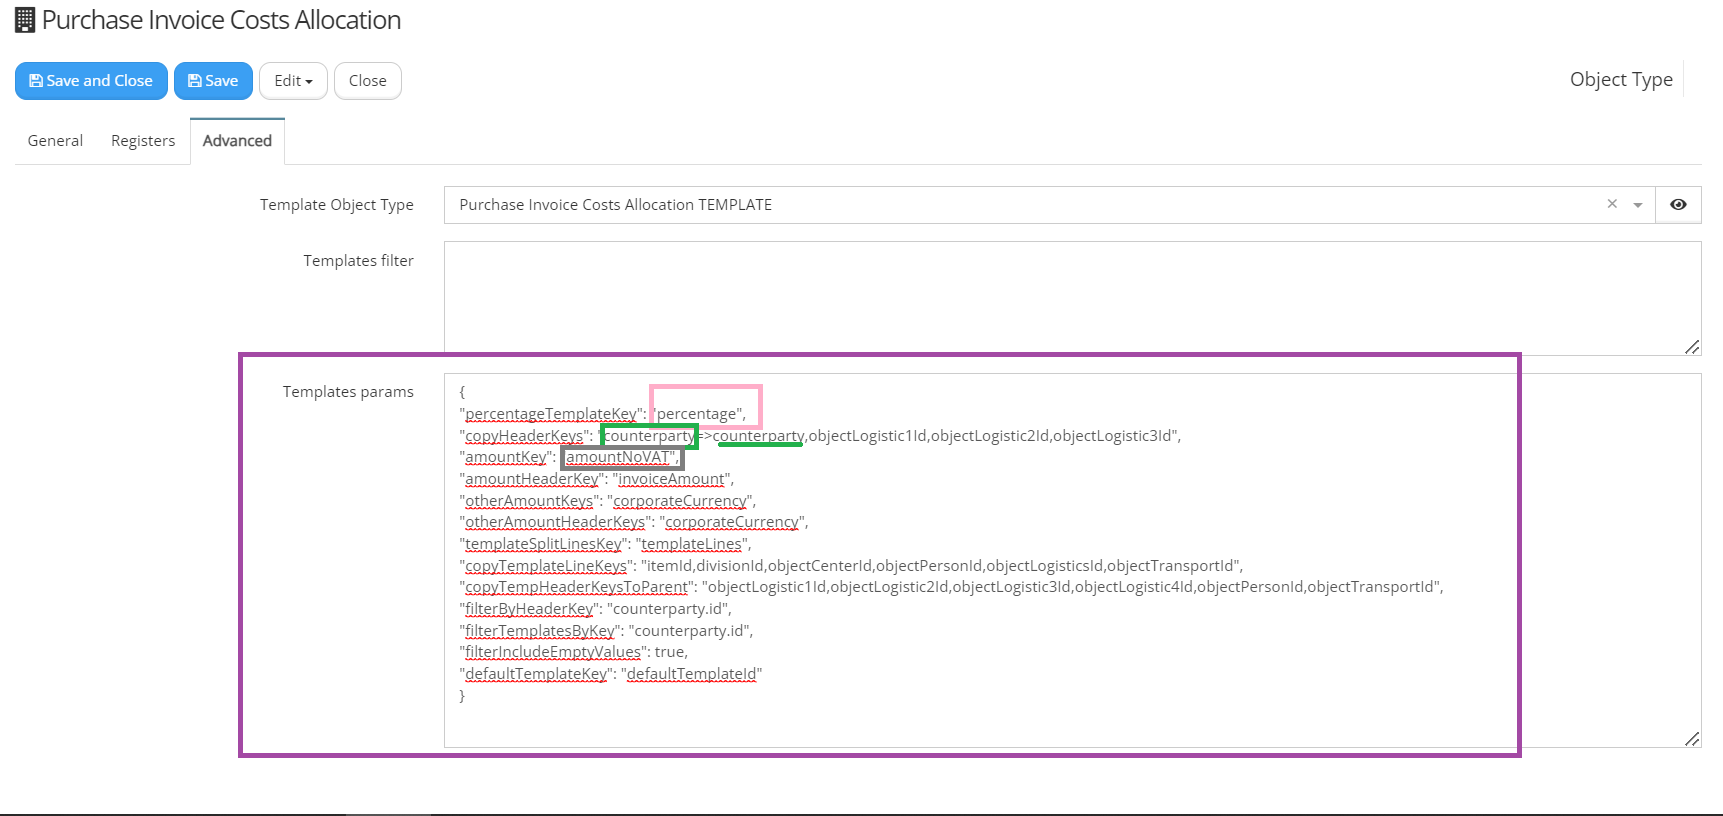 Purchase Invoice Costs Allocation
Save and Close Save Edit Close
Object Type
General Registers Advanced
Template Object Type Purchase Invoice Costs Allocation TEMPLATE
Templates filter
Templates params
{
"percentageTemplateKey": "percentage",
"copyHeaderKeys": "counterparty=>counterparty,objectLogistic1Id,objectLogistic2Id,objectLogistic3Id",
"amountKey": "amountNoVAT",
"amountHeaderKey": "invoiceAmount",
"otherAmountKeys": "corporateCurrency",
"otherAmountHeaderKeys": "corporateCurrency",
"templateSplitLinesKey": "templateLines",
"copyTemplateLineKeys": "itemId,divisionId,objectCenterId,objectPersonId,objectLogisticsId,objectTransportId",
"copyTempHeaderKeysToParent": "objectLogistic1Id,objectLogistic2Id,objectLogistic3Id,objectLogistic4Id,objectPersonId,objectTransportId",
"filterByHeaderKey": "counterparty.id",
"filterTemplatesByKey": "counterparty.id",
"filterIncludeEmptyValues": true,
"defaultTemplateKey": "defaultTemplateId"
}